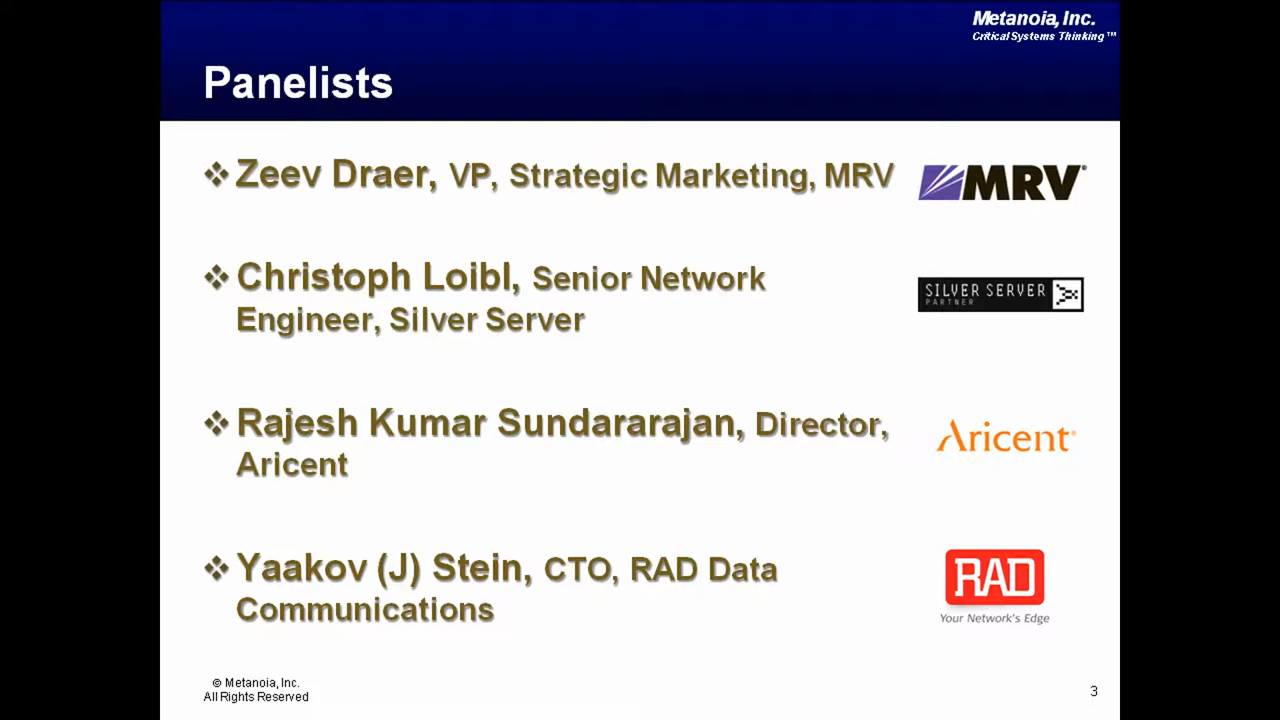 Metanoia, Inc.
Critical Systems Thinking™
Panelists
Zeev Draer, VP, Strategic Marketing, MRV
MRV®
Christoph Loibl, Senior Network
Engineer, Silver Server
SILVER SERVER
PARTNER
Rajesh Kumar Sundararajan, Director,
Aricent
Aricent®
Yaakov (J) Stein, CTO, RAD Data
Communications
RAD
Your Network's Edge
© Metanoia, Inc.
All Rights Reserved
3